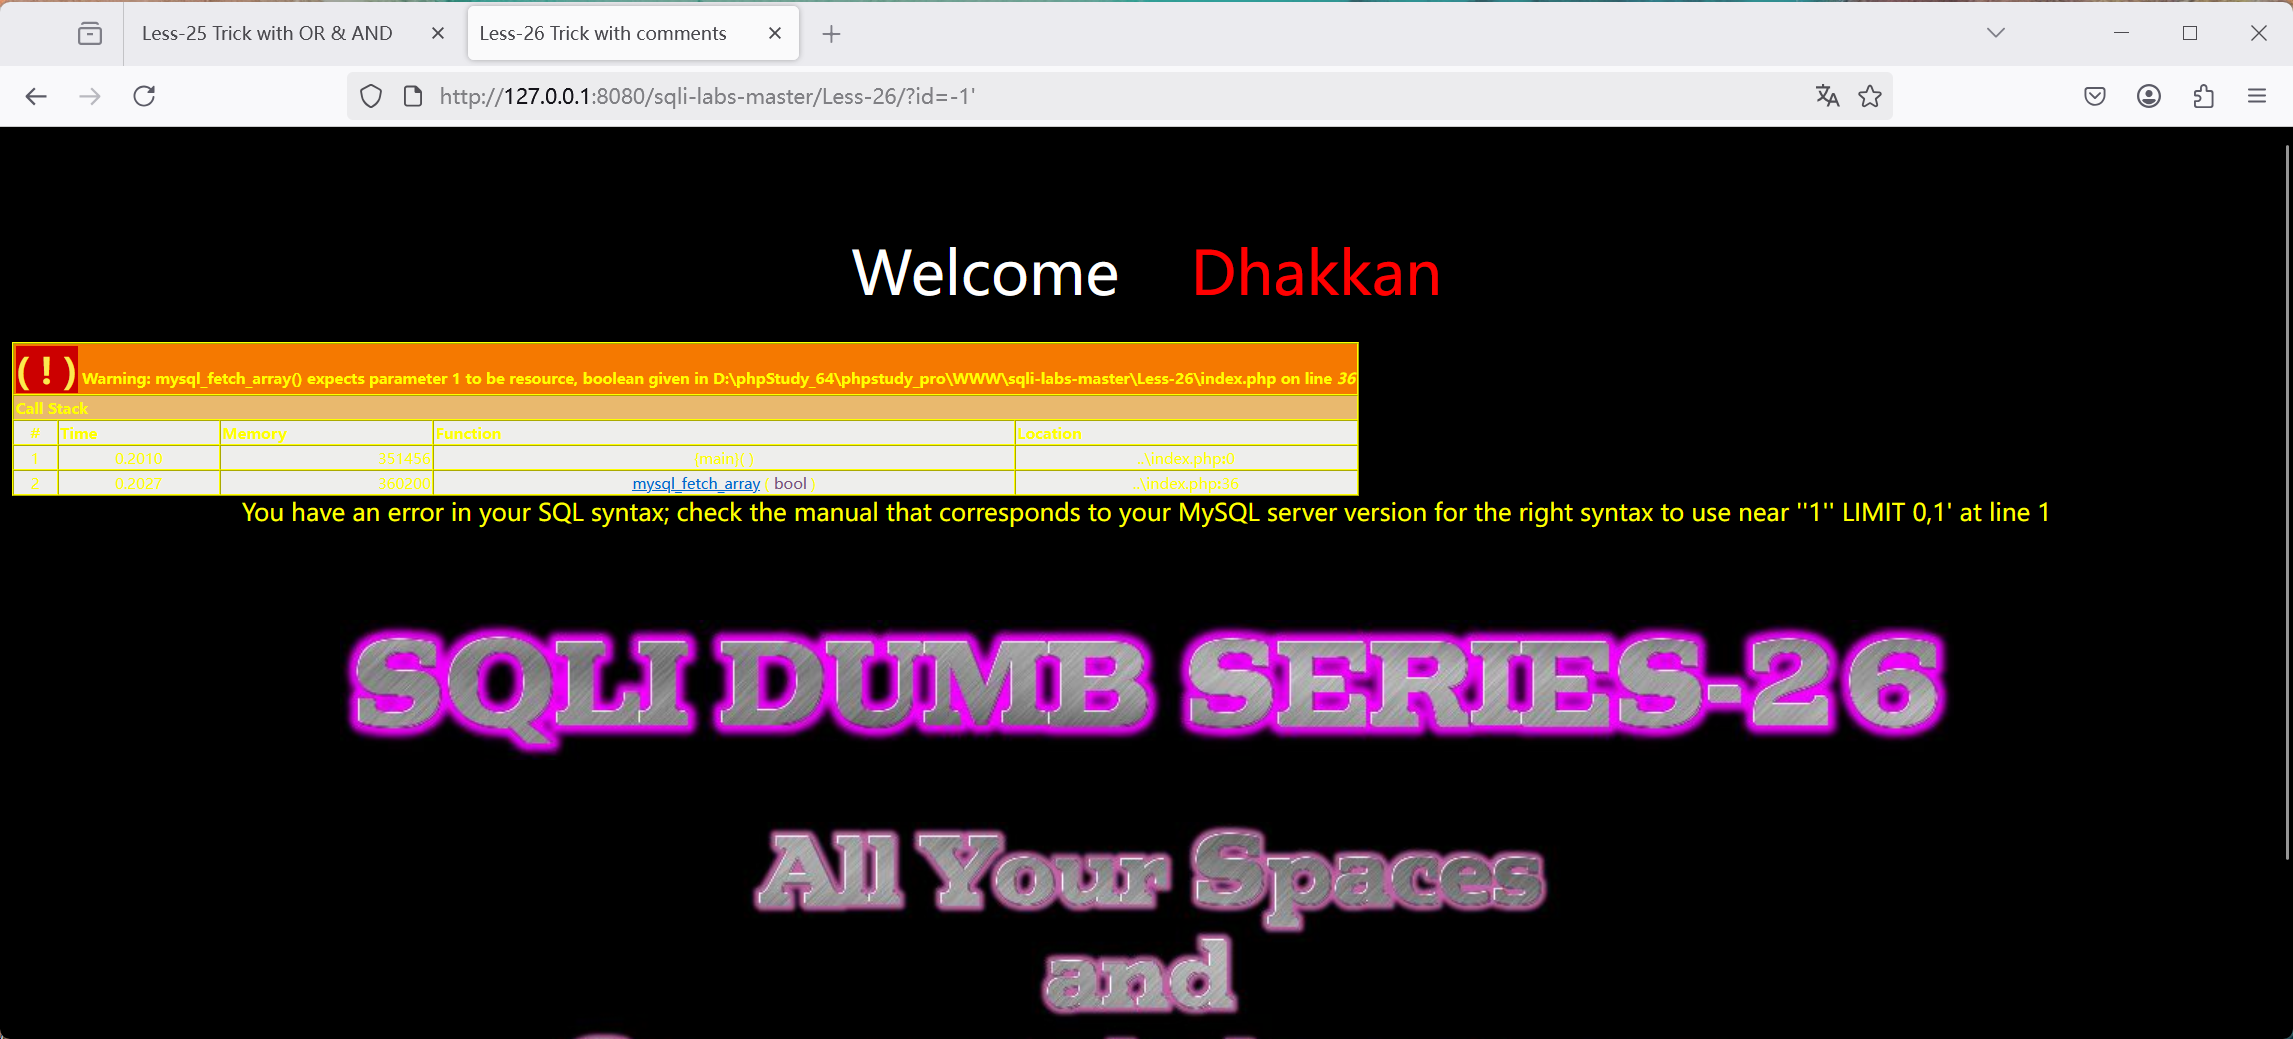 Less-25 Trick with OR & AND
Less-26 Trick with comments
http://127.0.0.1:8080/sqli-labs-master/Less-26/?id=-1'
Welcome Dhakkan
( ! ) Warning: mysql_fetch_array() expects parameter 1 to be resource, boolean given in D:\phpStudy_64\phpstudy_pro\WWW\sqli-labs-master\Less-26\index.php on line 36
Call Stack
# Time Memory Function Location
1 0.2010 351456 {main}( ) ..\index.php:0
2 0.2027 360200 mysql_fetch_array ( bool ) ..\index.php:36
You have an error in your SQL syntax; check the manual that corresponds to your MySQL server version for the right syntax to use near ''1'' LIMIT 0,1' at line 1
SQLI DUMB SERIES-26
All Your Spaces
and